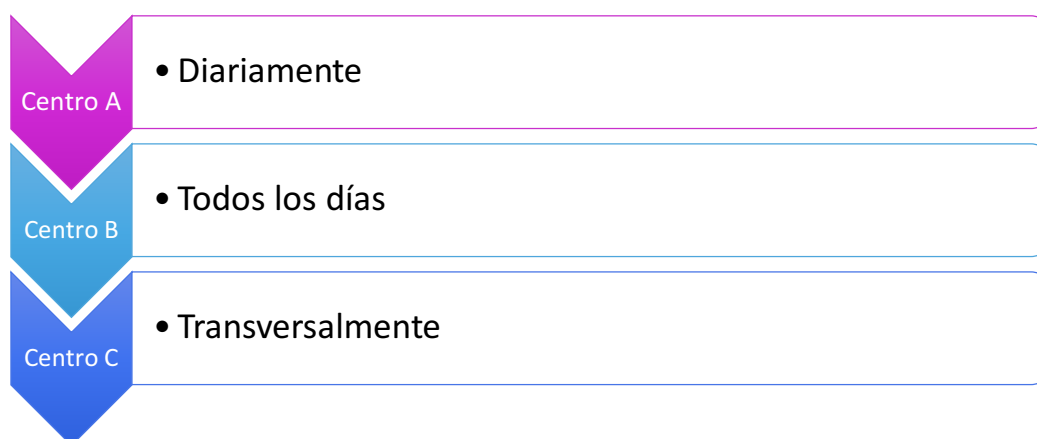 Centro A
• Diariamente
Centro B
• Todos los días
Centro C
• Transversalmente